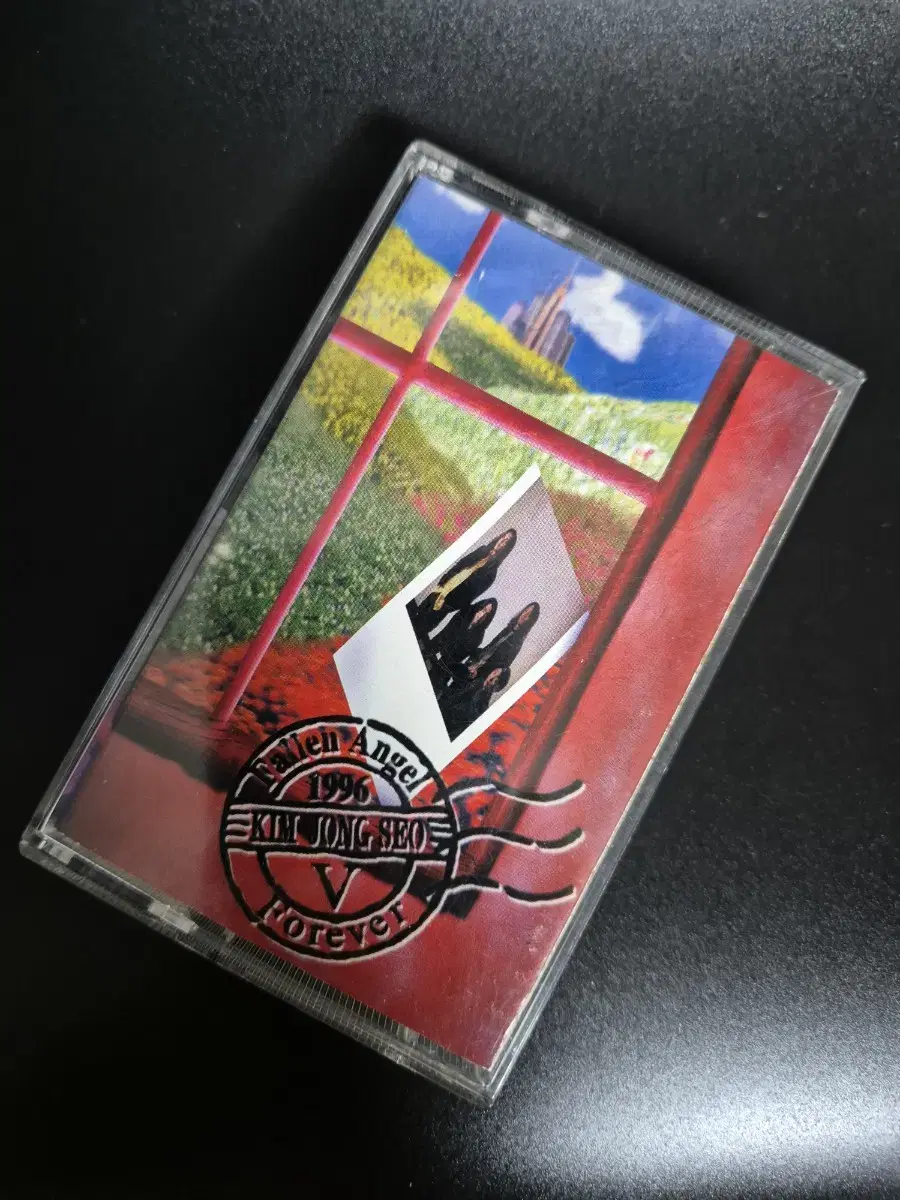 Fallen Angel
1996
KIM JONG SEO
V
Forever